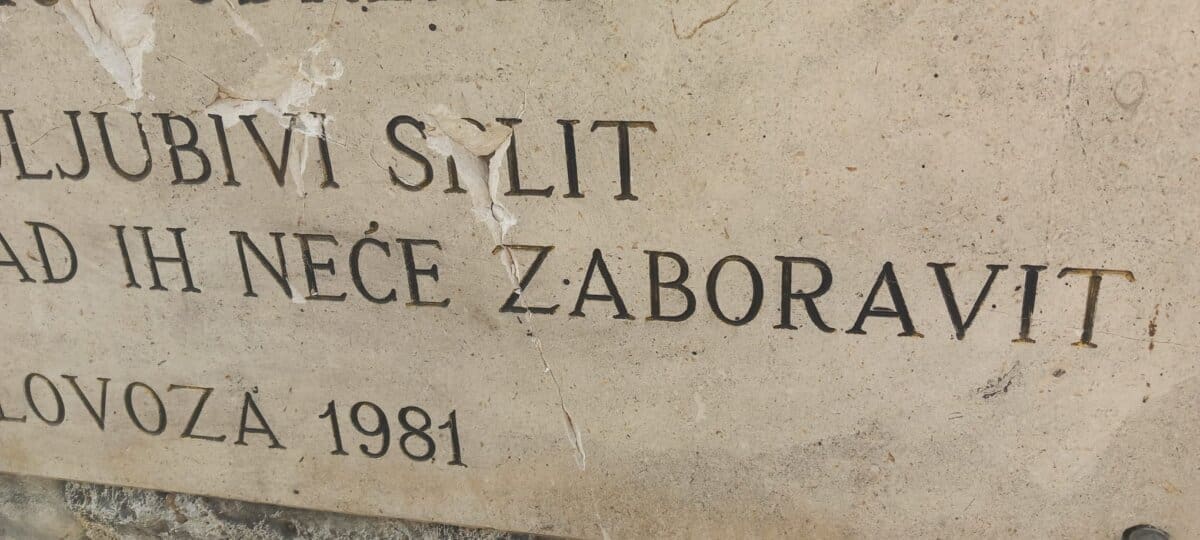 LJUBIVI SPLIT
AD IH NEĆE ZABORAVIT
LOVOZA 1981